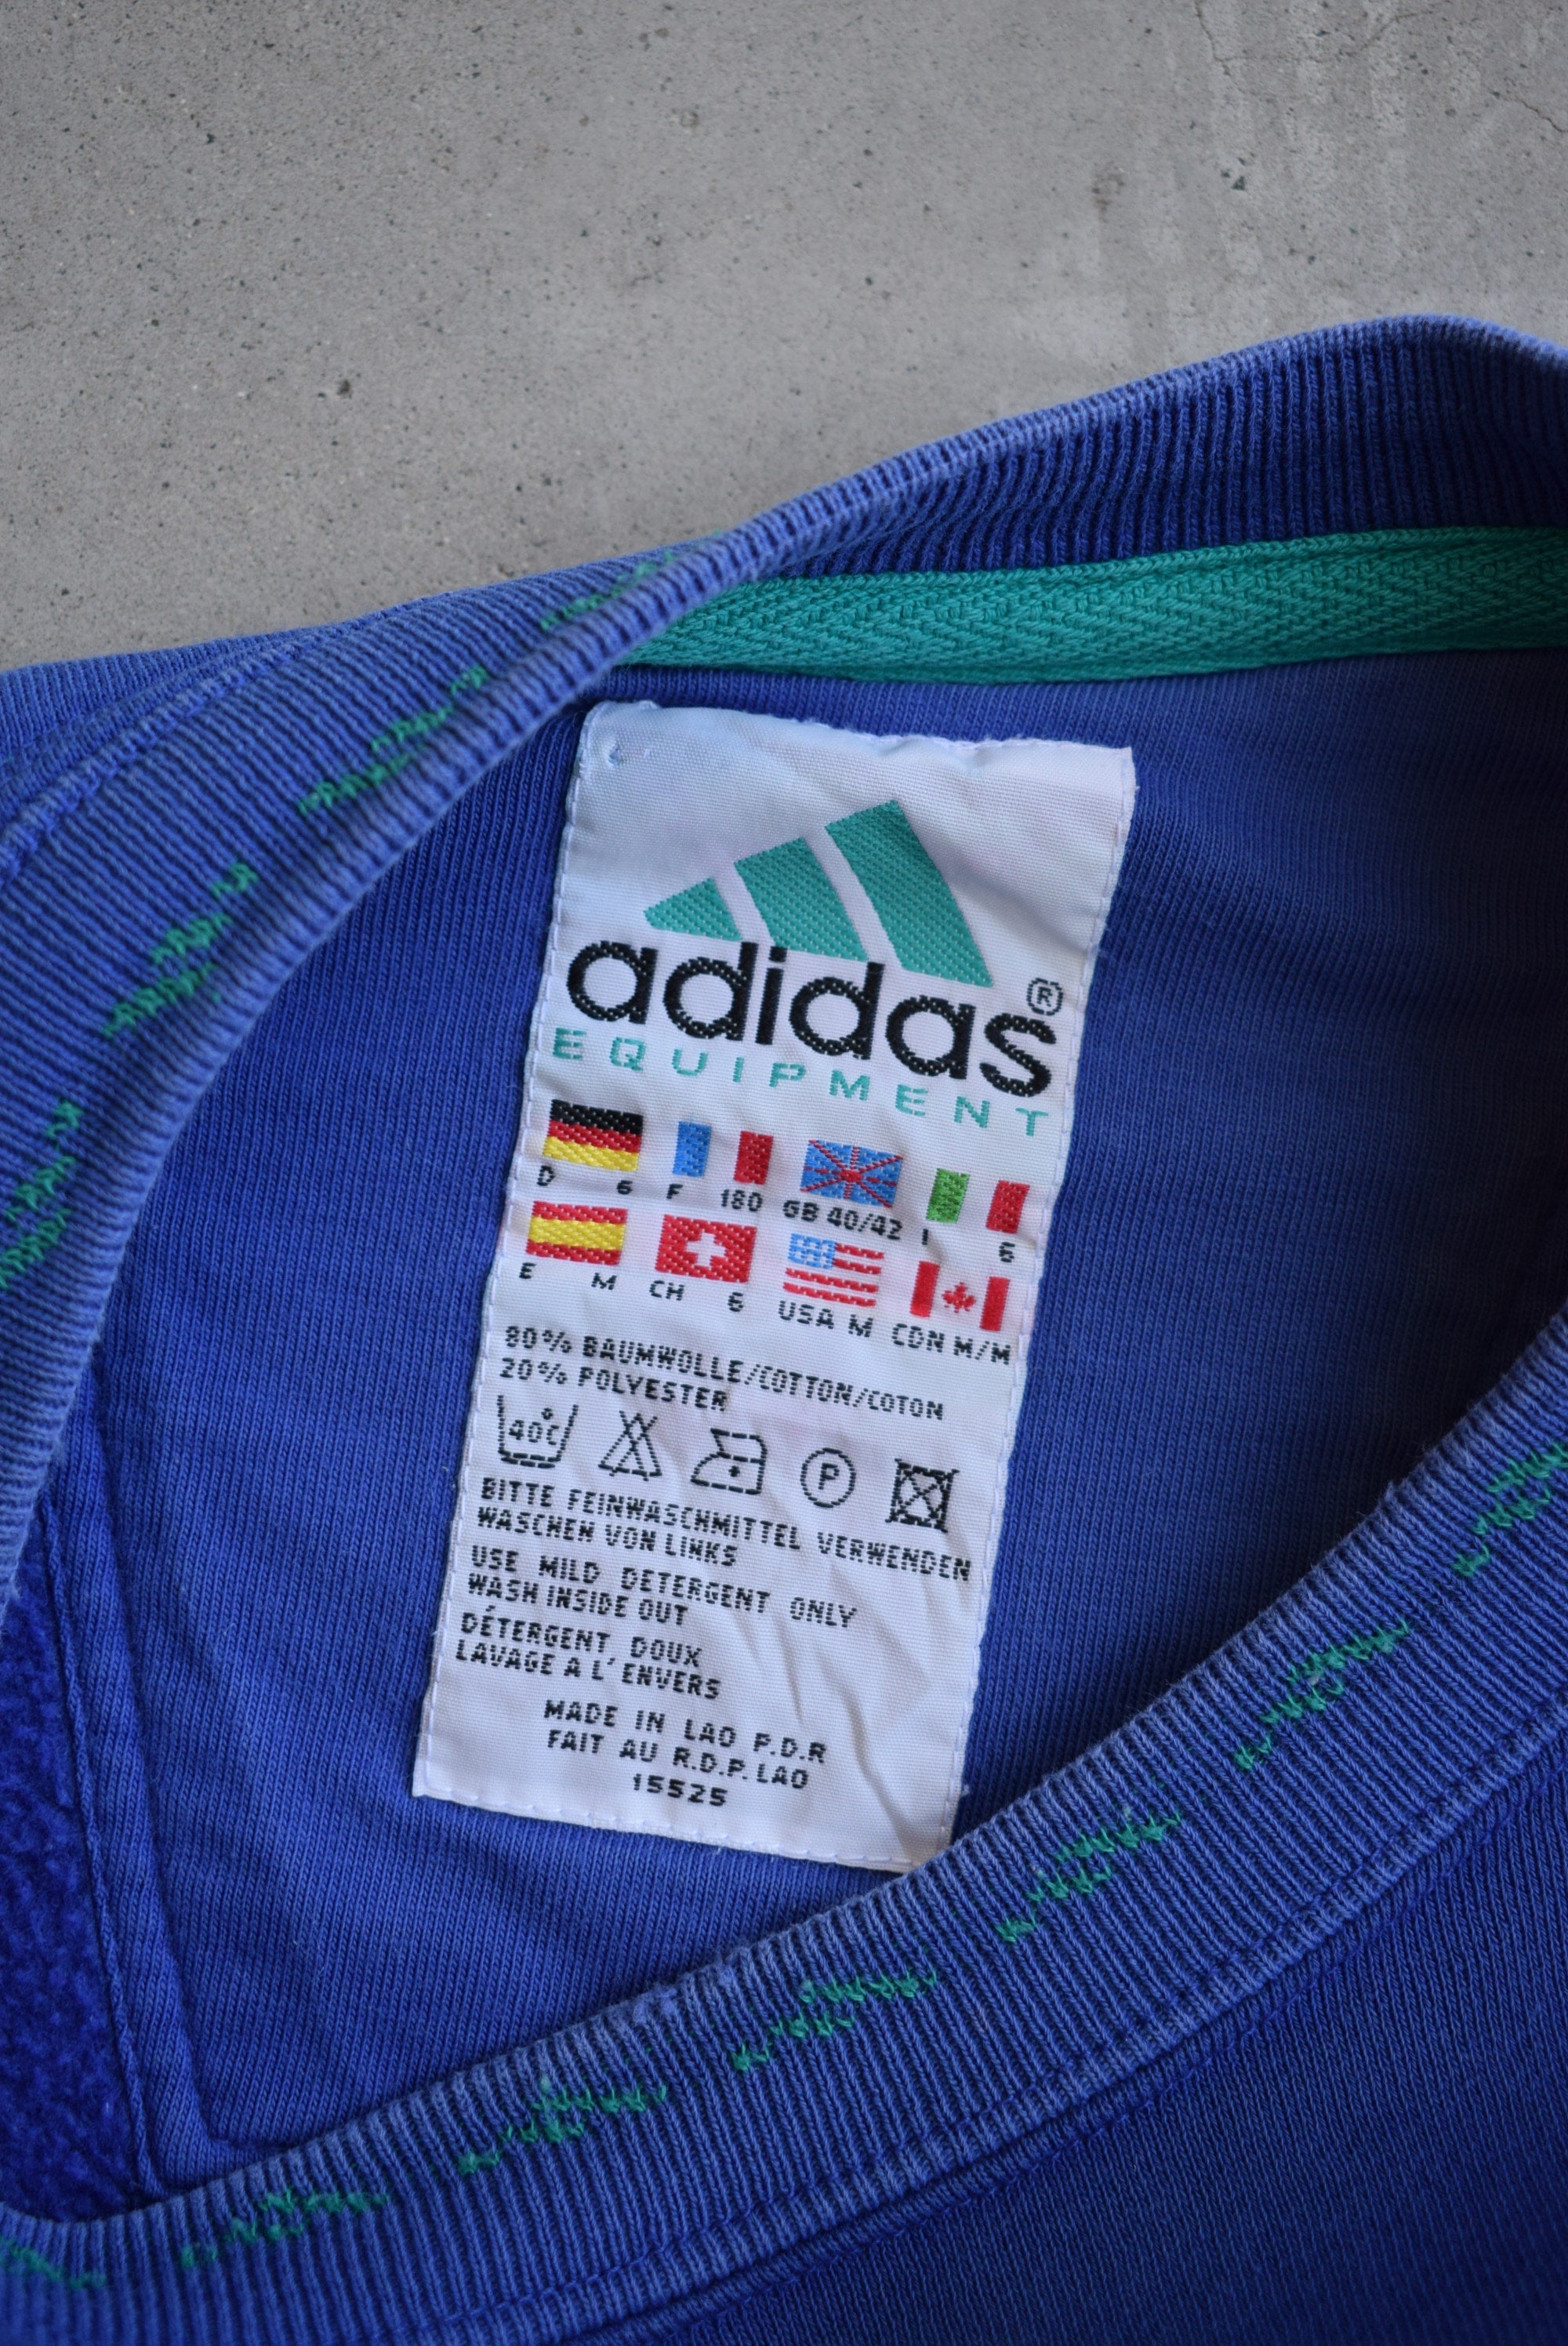 adidas®
EQUIPMENT
D 6 F 180 GB 40/42 I 6
E M CH 6 USA M CDN M/M
80% BAUMWOLLE/COTTON/COTON
20% POLYESTER
40°C P
BITTE FEINWASCHMITTEL VERWENDEN
WASCHEN VON LINKS
USE MILD DETERGENT ONLY
WASH INSIDE OUT
DÉTERGENT DOUX
LAVAGE A L'ENVERS
MADE IN LAO P.D.R
FAIT AU R.D.P. LAO
15525